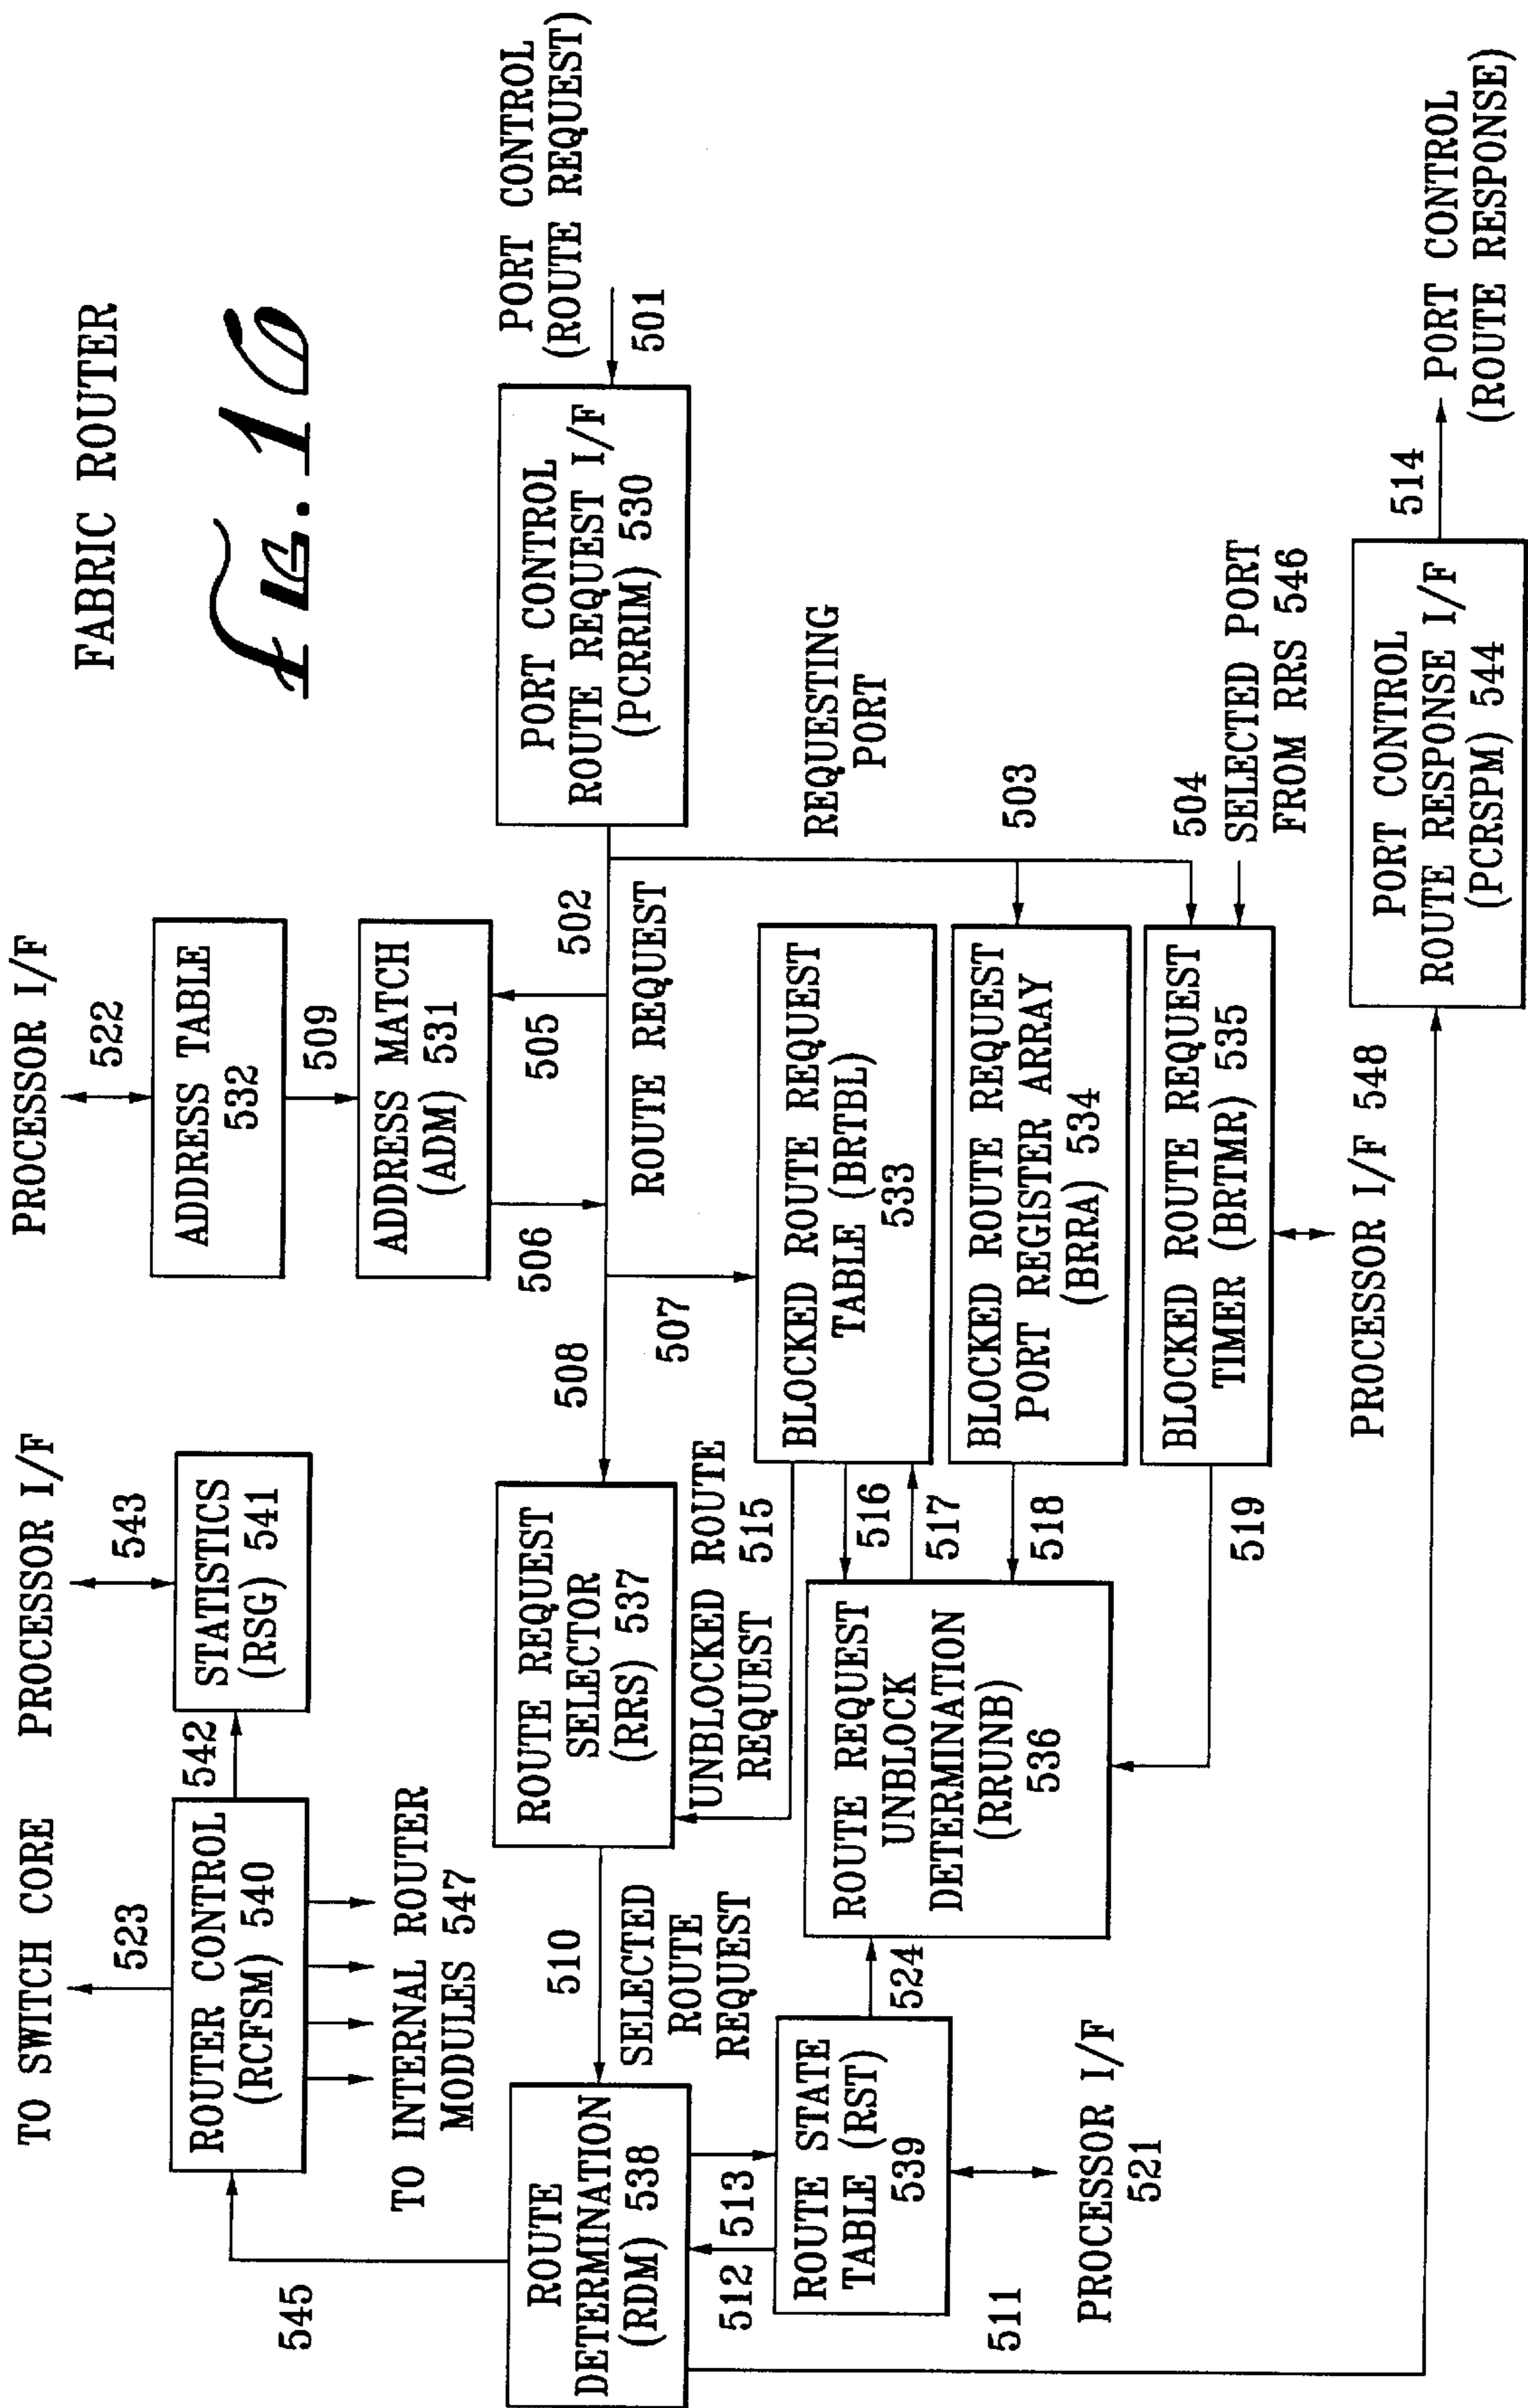 FABRIC ROUTER
FIG. 16
TO SWITCH CORE
523
ROUTER CONTROL
(RCFSM) 540
TO INTERNAL ROUTER
MODULES 547
545
542
PROCESSOR I/F
543
STATISTICS
(RSG) 541
PROCESSOR I/F
522
ADDRESS TABLE
532
509
ADDRESS MATCH
(ADM) 531
506
505
PORT CONTROL
(ROUTE REQUEST)
501
PORT CONTROL
ROUTE REQUEST I/F
(PCRRIM) 530
502
ROUTE REQUEST
508
507
ROUTE REQUEST
SELECTOR
(RRS) 537
510
SELECTED
ROUTE
REQUEST
UNBLOCKED ROUTE
REQUEST 515
ROUTE
DETERMINATION
(RDM) 538
512
513
ROUTE STATE
TABLE (RST)
539
511
PROCESSOR I/F
521
524
ROUTE REQUEST
UNBLOCK
DETERMINATION
(RRUNB)
536
516
517
518
519
BLOCKED ROUTE REQUEST
TABLE (BRTBL)
533
BLOCKED ROUTE REQUEST
PORT REGISTER ARRAY
(BRRA) 534
BLOCKED ROUTE REQUEST
TIMER (BRTMR) 535
PROCESSOR I/F 548
REQUESTING
PORT
503
504
SELECTED PORT
FROM RRS 546
PORT CONTROL
ROUTE RESPONSE I/F
(PCRSPM) 544
514
PORT CONTROL
(ROUTE RESPONSE)